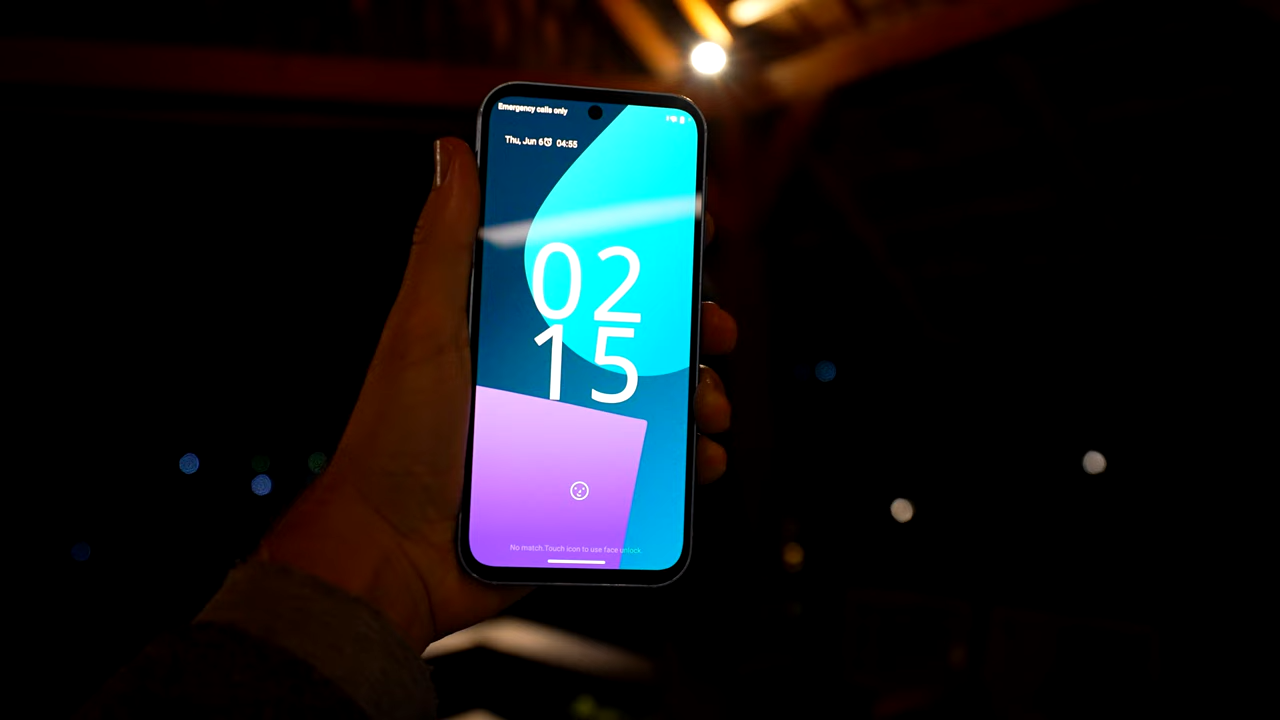 Emergency calls only
Thu, Jun 6 04:55
02
15
No match.Touch icon to use face unlock.